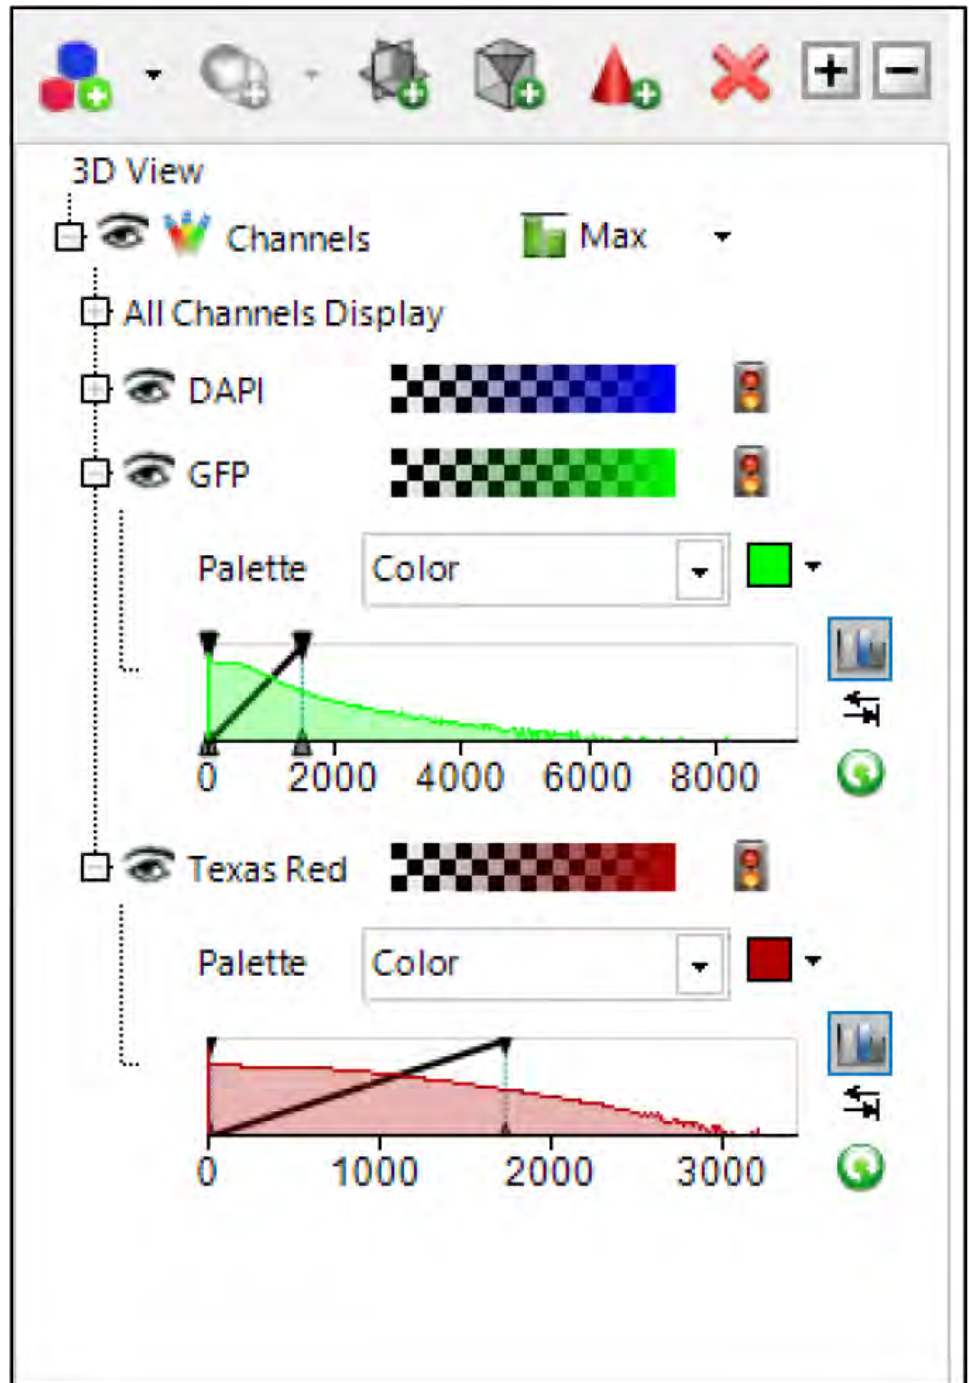 3D View
Channels Max
All Channels Display
DAPI
GFP
Palette Color
0 2000 4000 6000 8000
Texas Red
Palette Color
0 1000 2000 3000